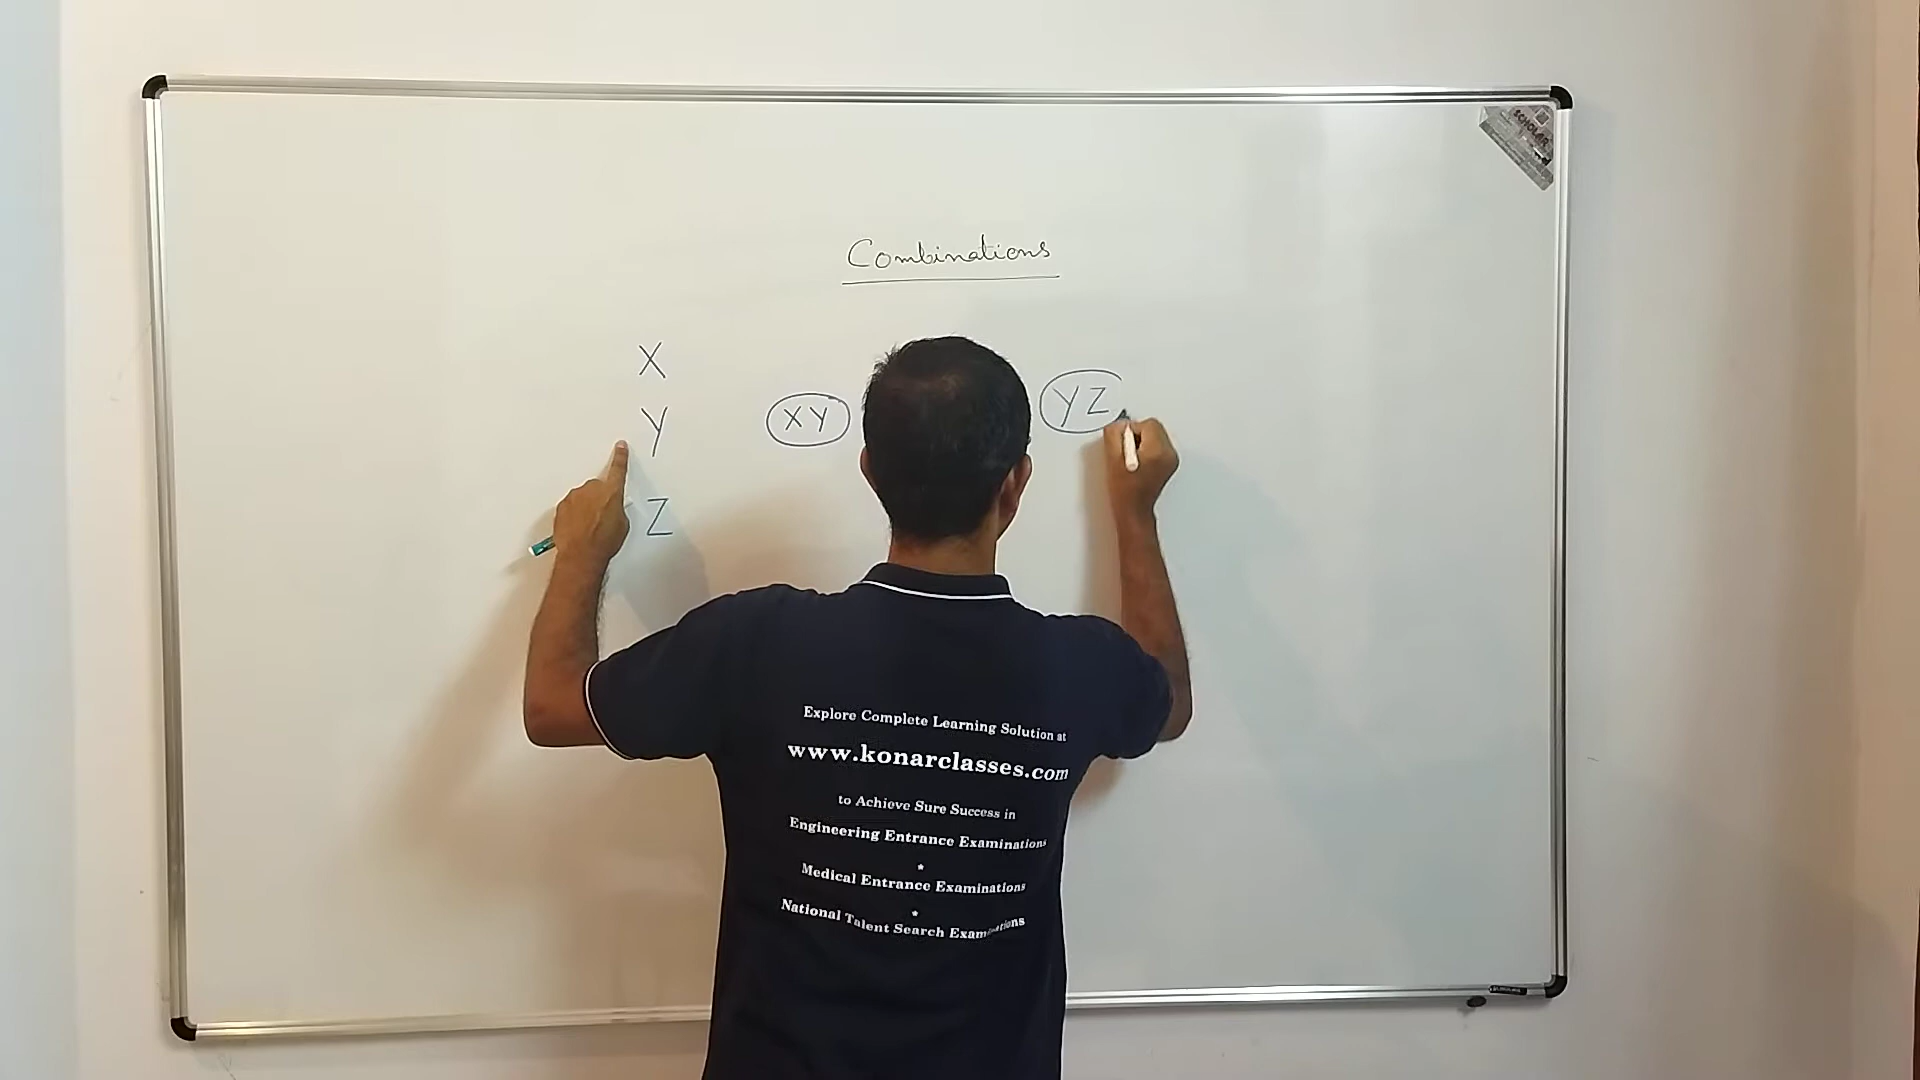 SCHOLAR
Combinations
X
Y
Z
XY
YZ
Explore Complete Learning Solution at
www.konarclasses.com
to Achieve Sure Success in
Engineering Entrance Examinations
*
Medical Entrance Examinations
*
National Talent Search Examinations